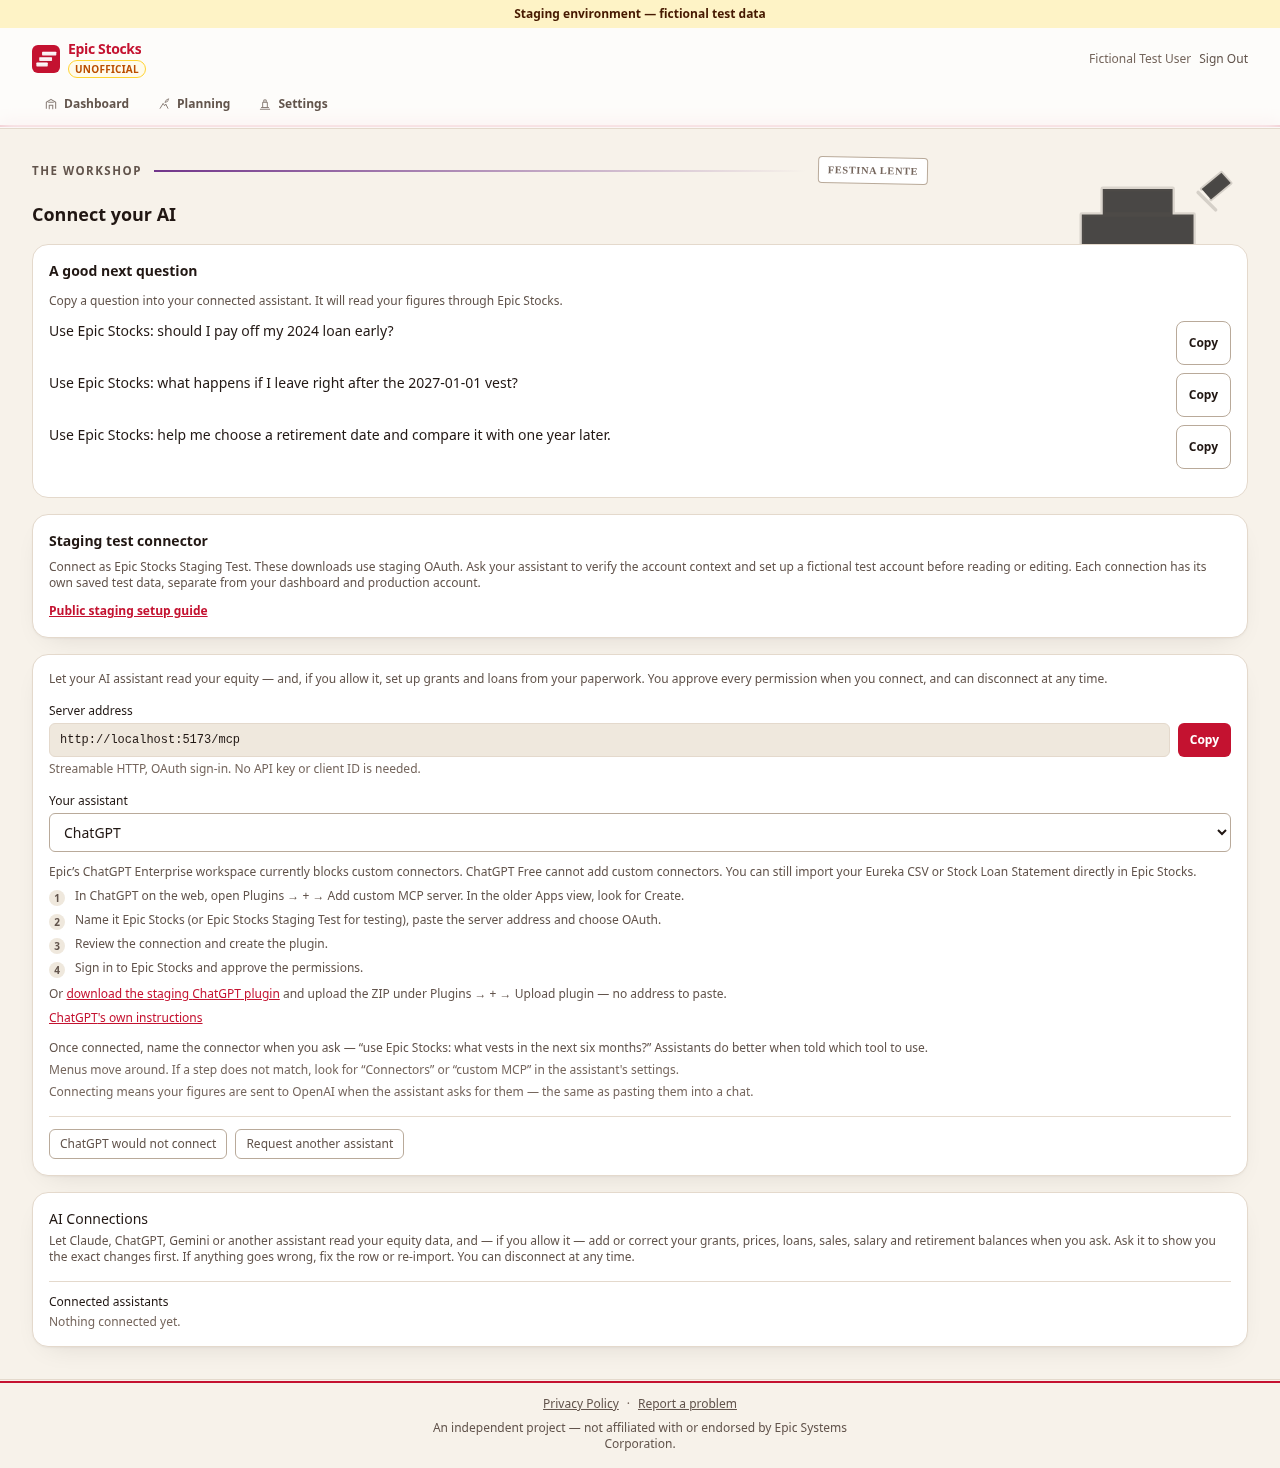 Staging environment — fictional test data
Epic Stocks
UNOFFICIAL
Fictional Test User Sign Out
Dashboard Planning Settings
THE WORKSHOP
FESTINA LENTE
Connect your AI
A good next question
Copy a question into your connected assistant. It will read your figures through Epic Stocks.
Use Epic Stocks: should I pay off my 2024 loan early?
Copy
Use Epic Stocks: what happens if I leave right after the 2027-01-01 vest?
Copy
Use Epic Stocks: help me choose a retirement date and compare it with one year later.
Copy
Staging test connector
Connect as Epic Stocks Staging Test. These downloads use staging OAuth. Ask your assistant to verify the account context and set up a fictional test account before reading or editing. Each connection has its
own saved test data, separate from your dashboard and production account.
Public staging setup guide
Let your AI assistant read your equity — and, if you allow it, set up grants and loans from your paperwork. You approve every permission when you connect, and can disconnect at any time.
Server address
http://localhost:5173/mcp
Copy
Streamable HTTP, OAuth sign-in. No API key or client ID is needed.
Your assistant
ChatGPT
Epic’s ChatGPT Enterprise workspace currently blocks custom connectors. ChatGPT Free cannot add custom connectors. You can still import your Eureka CSV or Stock Loan Statement directly in Epic Stocks.
1 In ChatGPT on the web, open Plugins → + → Add custom MCP server. In the older Apps view, look for Create.
2 Name it Epic Stocks (or Epic Stocks Staging Test for testing), paste the server address and choose OAuth.
3 Review the connection and create the plugin.
4 Sign in to Epic Stocks and approve the permissions.
Or download the staging ChatGPT plugin and upload the ZIP under Plugins → + → Upload plugin — no address to paste.
ChatGPT's own instructions
Once connected, name the connector when you ask — “use Epic Stocks: what vests in the next six months?” Assistants do better when told which tool to use.
Menus move around. If a step does not match, look for “Connectors” or “custom MCP” in the assistant's settings.
Connecting means your figures are sent to OpenAI when the assistant asks for them — the same as pasting them into a chat.
ChatGPT would not connect Request another assistant
AI Connections
Let Claude, ChatGPT, Gemini or another assistant read your equity data, and — if you allow it — add or correct your grants, prices, loans, sales, salary and retirement balances when you ask. Ask it to show you
the exact changes first. If anything goes wrong, fix the row or re-import. You can disconnect at any time.
Connected assistants
Nothing connected yet.
Privacy Policy · Report a problem
An independent project — not affiliated with or endorsed by Epic Systems
Corporation.